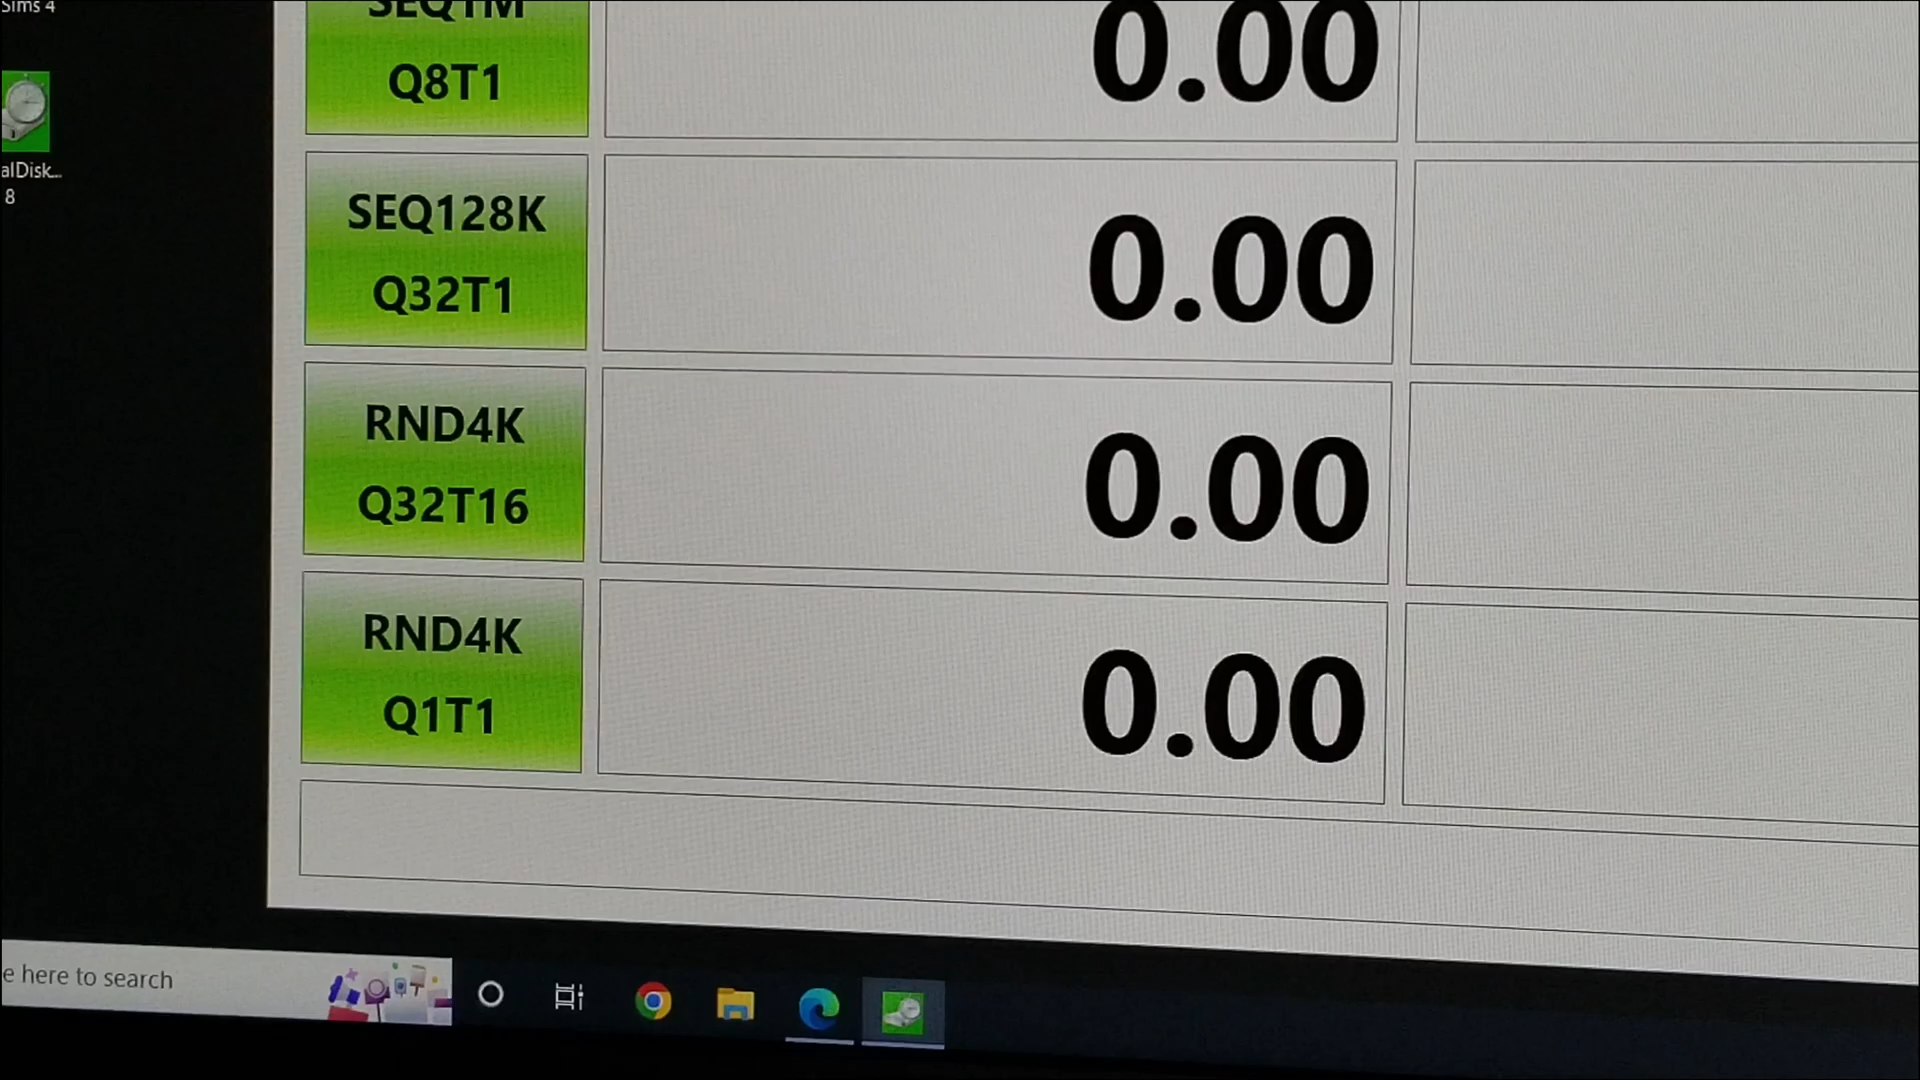 Sims 4
alDisk...
8
SEQ1M
Q8T1
0.00
SEQ128K
Q32T1
0.00
RND4K
Q32T16
0.00
RND4K
Q1T1
0.00
e here to search